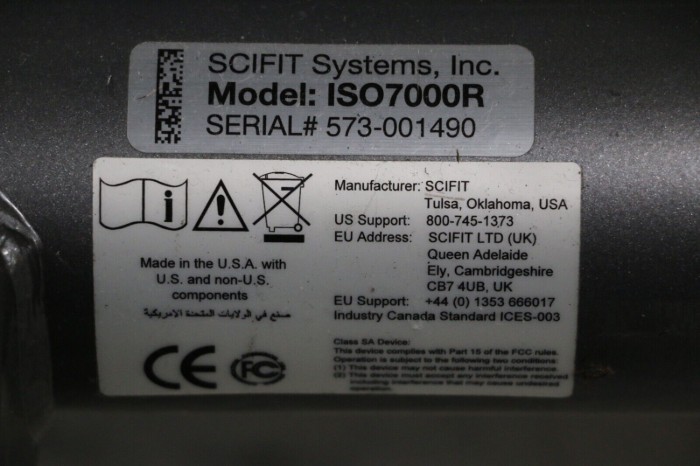 SCIFIT Systems, Inc.
Model: ISO7000R
SERIAL# 573-001490
Manufacturer: SCIFIT
Tulsa, Oklahoma, USA
US Support: 800-745-1373
EU Address: SCIFIT LTD (UK)
Queen Adelaide
Ely, Cambridgeshire
CB7 4UB, UK
EU Support: +44 (0) 1353 666017
Industry Canada Standard ICES-003
Made in the U.S.A. with
U.S. and non-U.S.
components
صنع في الولايات المتحدة الأمريكية
Class SA Device:
This device complies with Part 15 of the FCC rules.
Operation is subject to the following conditions:
(1) This device may not cause harmful interference.
(2) This device must accept any interference received
including interference that may cause undesired
operation.
CE
FC